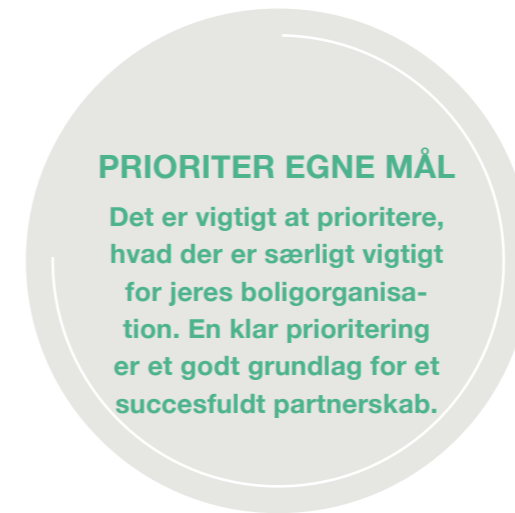 PRIORITER EGNE MÅL
Det er vigtigt at prioritere,
hvad der er særligt vigtigt
for jeres boligorganisa-
tion. En klar prioritering
er et godt grundlag for et
succesfuldt partnerskab.